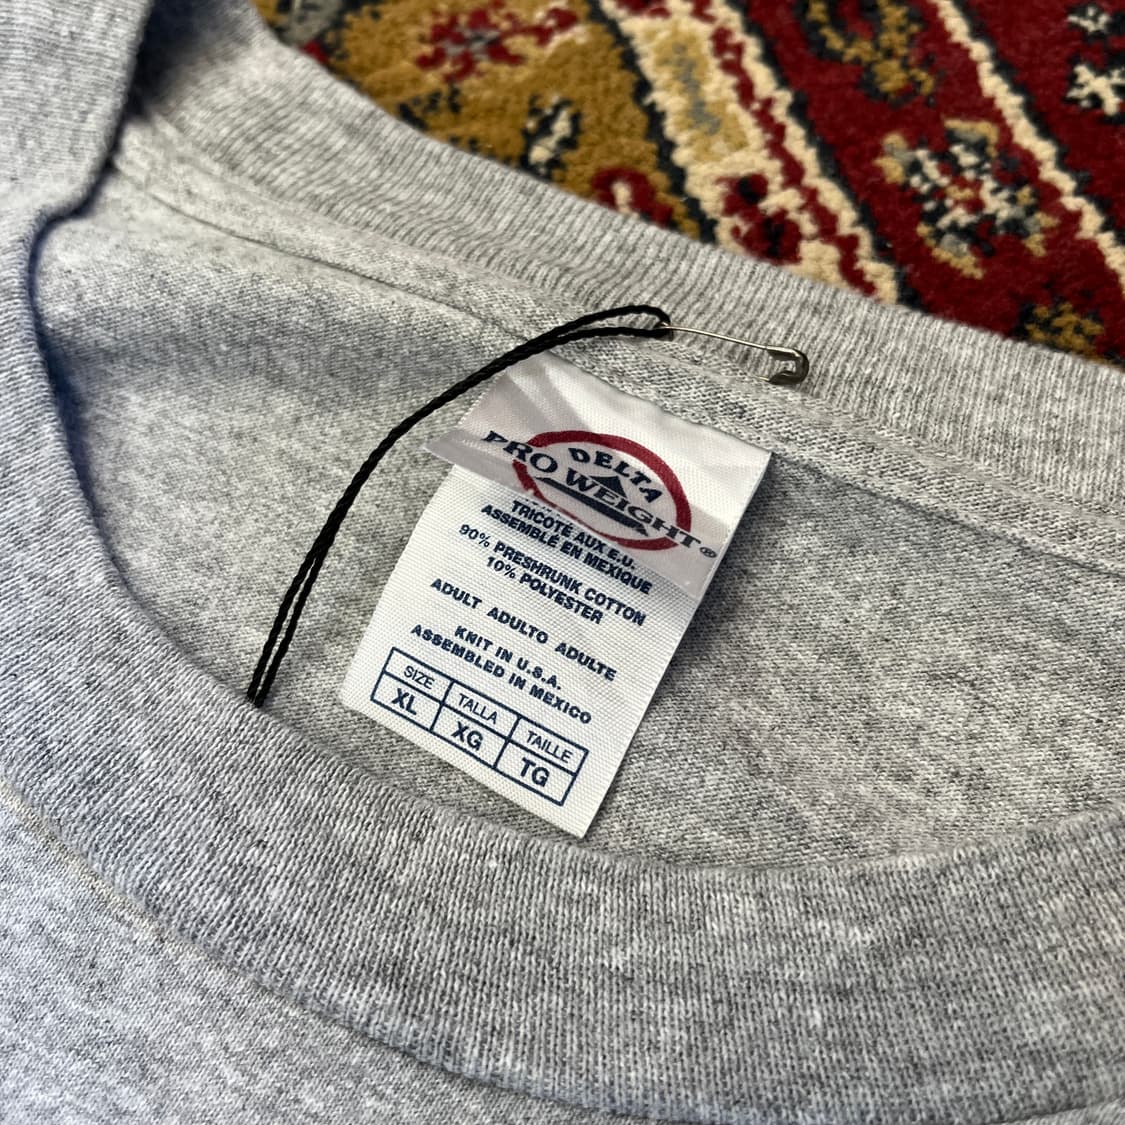 DELTA
PRO WEIGHT®
TRICOTÉ AUX E.U.
ASSEMBLÉ EN MEXIQUE
90% PRESHRUNK COTTON
10% POLYESTER
ADULT ADULTO ADULTE
KNIT IN U.S.A.
ASSEMBLED IN MEXICO
SIZE TALLA TAILLE
XL XG TG